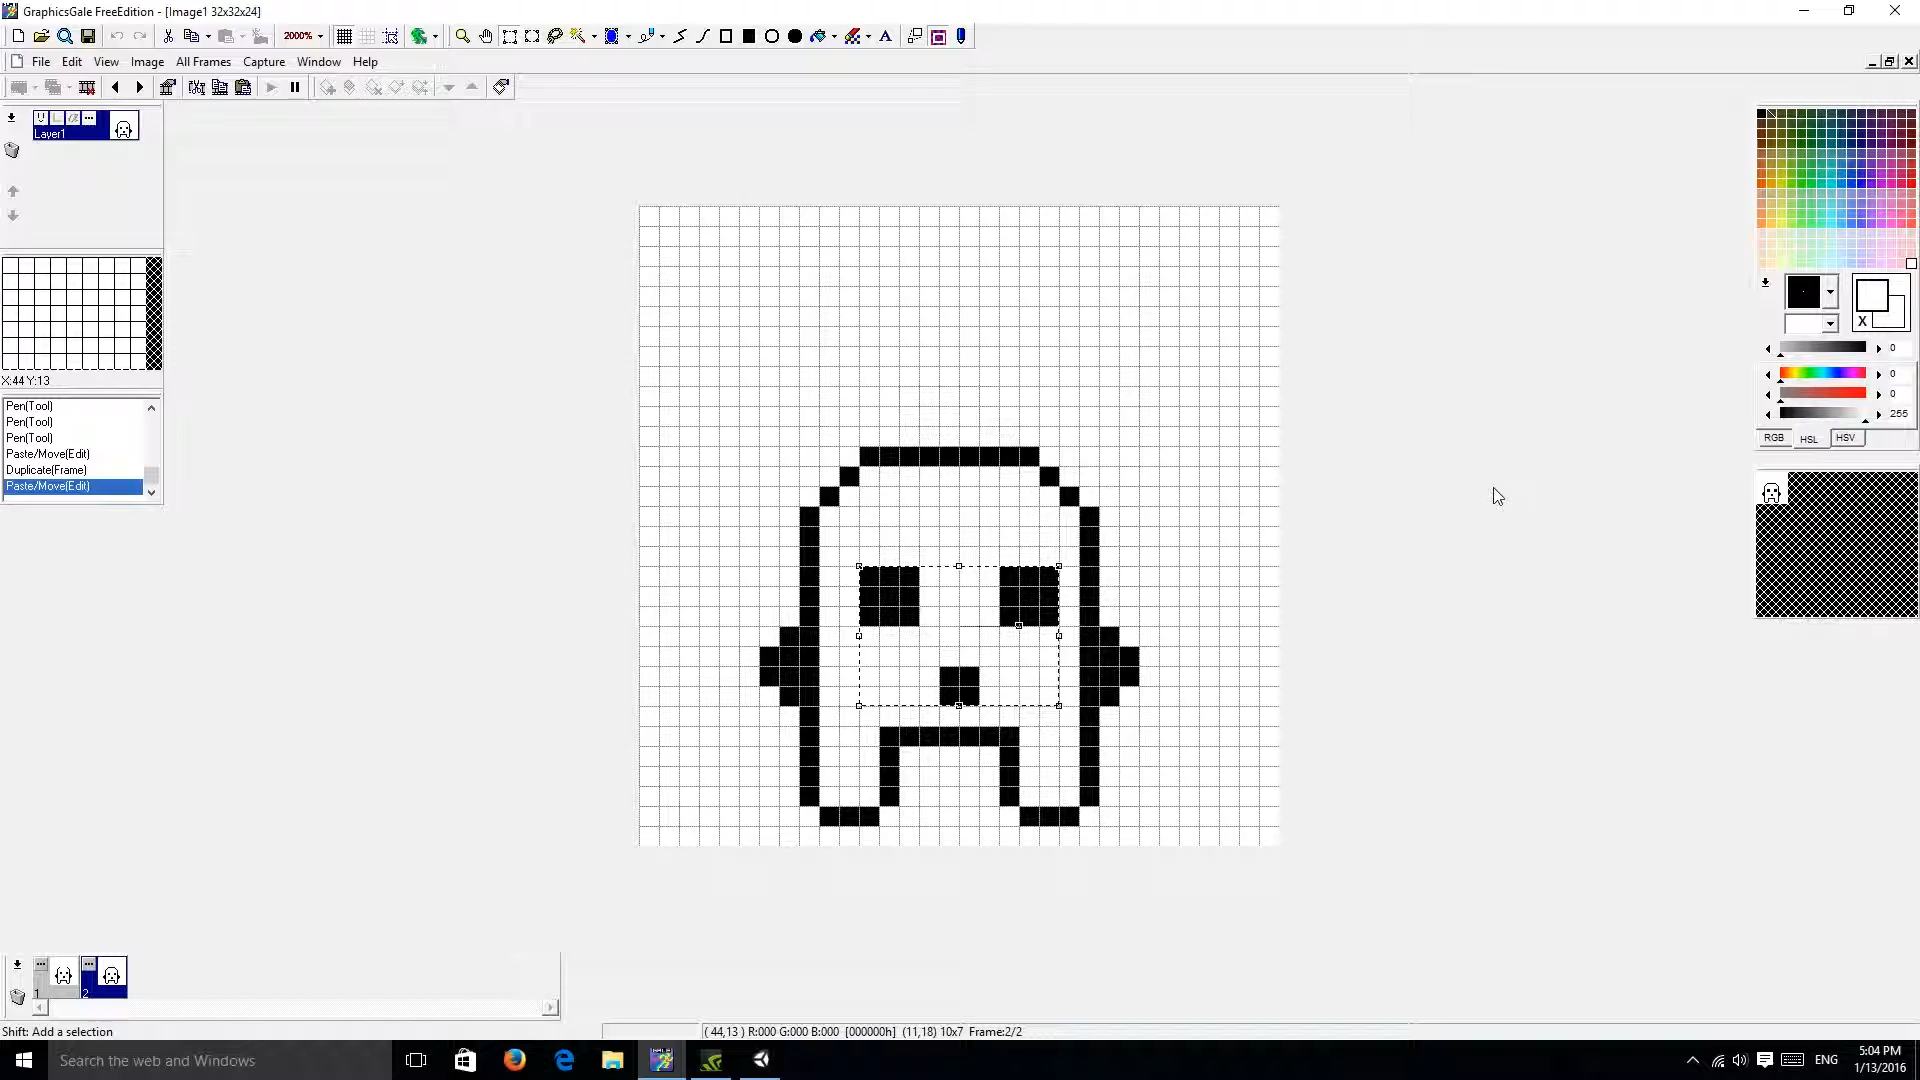 GraphicsGale FreeEdition - [Image1 32x32x24]
2000%
A
File Edit View Image All Frames Capture Window Help
Layer1
X:44 Y:13
Pen(Tool)
Pen(Tool)
Pen(Tool)
Paste/Move(Edit)
Duplicate(Frame)
Paste/Move(Edit)
X
0
0
0
255
RGB HSL HSV
1 2
Shift: Add a selection
( 44,13 ) R:000 G:000 B:000 [000000h] (11,18) 10x7 Frame:2/2
Search the web and Windows
ENG
5:04 PM
1/13/2016